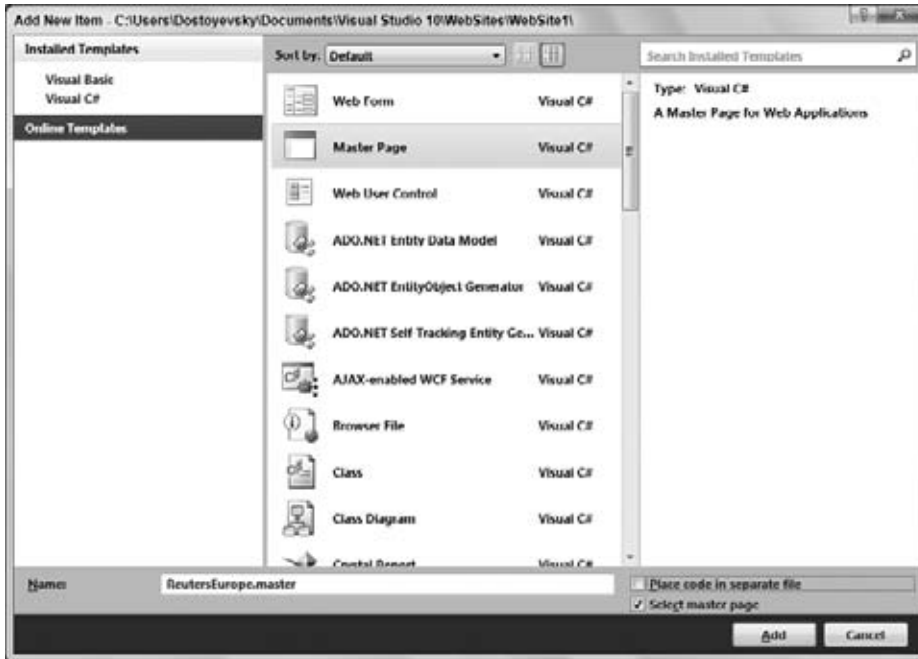 Add New Item - C:\Users\Dostoyevsky\Documents\Visual Studio 10\WebSites\WebSite1\
Installed Templates
Visual Basic
Visual C#
Online Templates
Sort by: Default
Search Installed Templates
Web Form Visual C#
Master Page Visual C#
Web User Control Visual C#
ADO.NET Entity Data Model Visual C#
ADO.NET EntityObject Generator Visual C#
ADO.NET Self Tracking Entity Ge... Visual C#
AJAX-enabled WCF Service Visual C#
Browser File Visual C#
Class Visual C#
Class Diagram Visual C#
Crystal Report Visual C#
Type: Visual C#
A Master Page for Web Applications
Name: ReutersEurope.master
Place code in separate file
Select master page
Add
Cancel